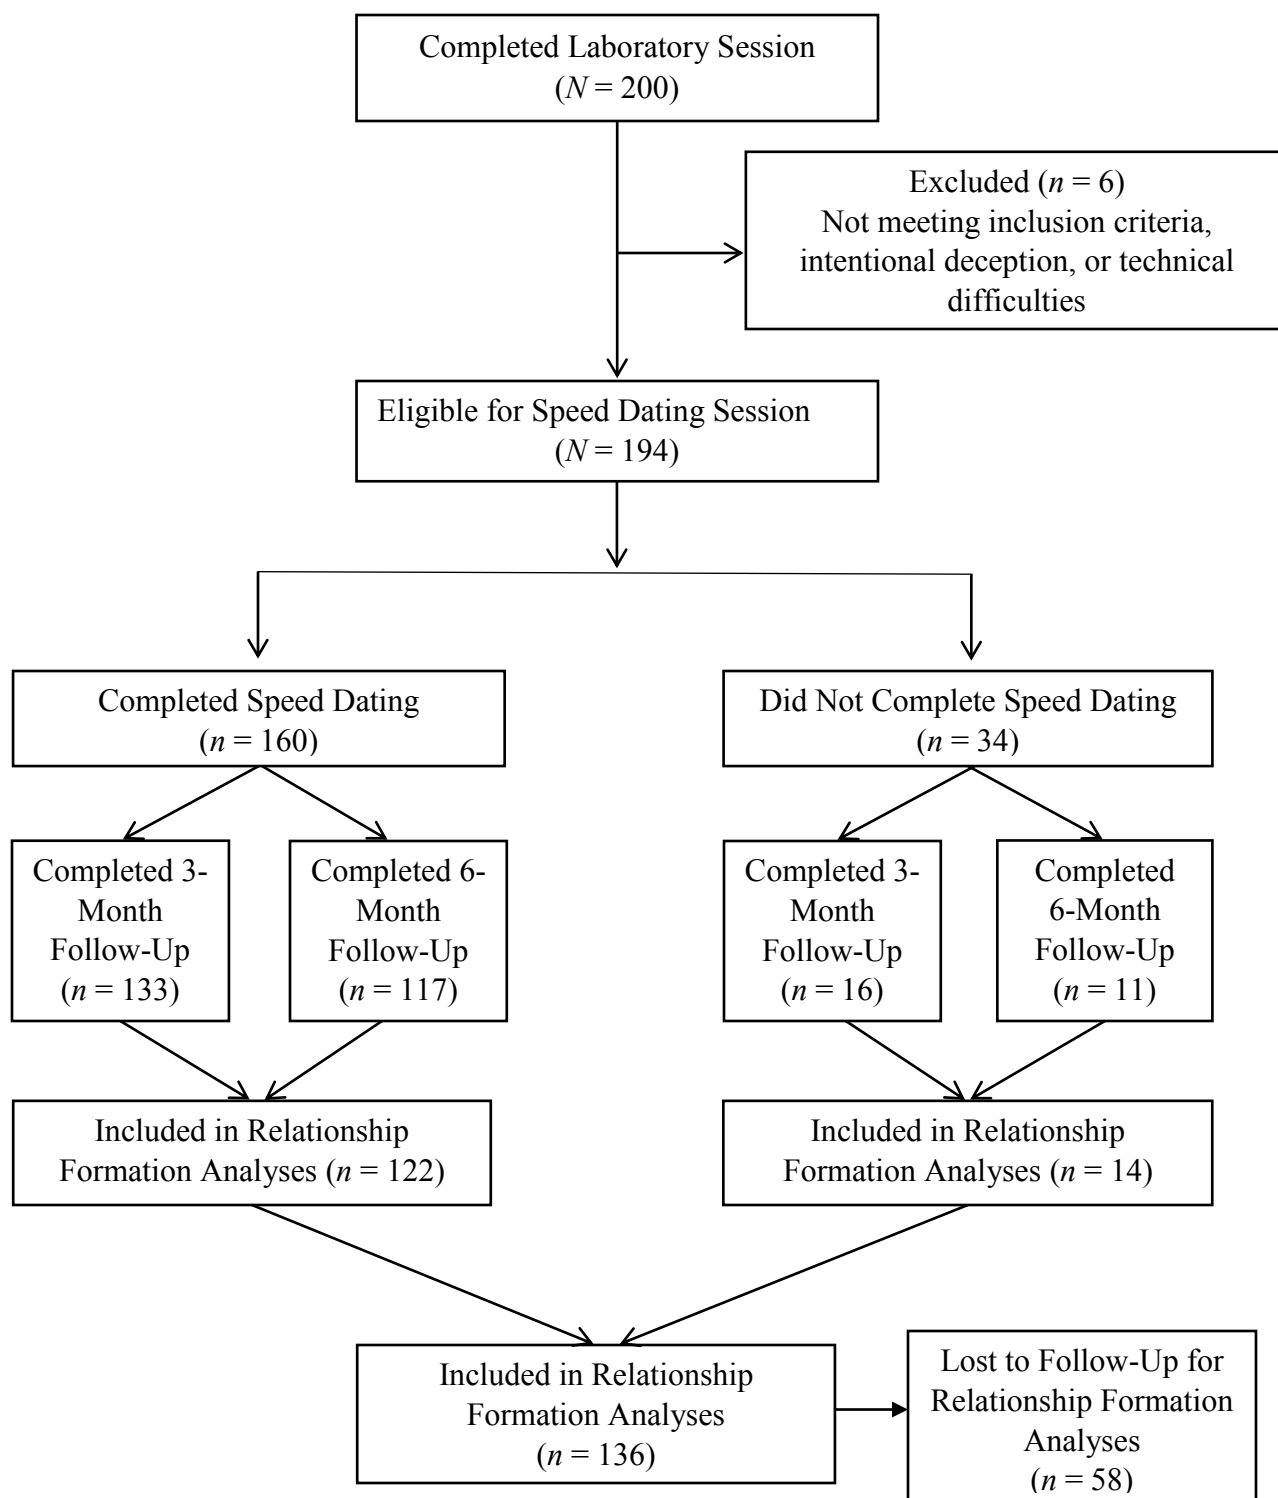 Completed Laboratory Session
(N = 200)
Excluded (n = 6)
Not meeting inclusion criteria,
intentional deception, or technical
difficulties
Eligible for Speed Dating Session
(N = 194)
Completed Speed Dating
(n = 160)
Did Not Complete Speed Dating
(n = 34)
Completed 3-
Month
Follow-Up
(n = 133)
Completed 6-
Month
Follow-Up
(n = 117)
Completed 3-
Month
Follow-Up
(n = 16)
Completed
6-Month
Follow-Up
(n = 11)
Included in Relationship
Formation Analyses (n = 122)
Included in Relationship
Formation Analyses (n = 14)
Included in Relationship
Formation Analyses
(n = 136)
Lost to Follow-Up for
Relationship Formation
Analyses
(n = 58)